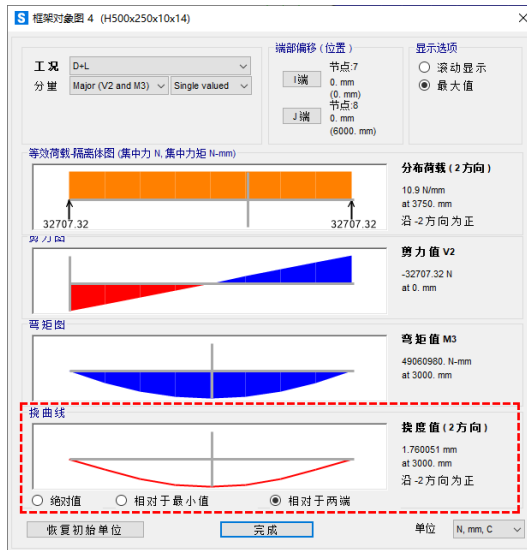 框架对象图 4 (H500x250x10x14)
工况 D+L
分量 Major (V2 and M3) Single valued
端部偏移(位置)
I端
节点:7
0. mm
(0. mm)
J端
节点:8
0. mm
(6000. mm)
显示选项
滚动显示
最大值
等效荷载-隔离体图 (集中力 N, 集中力矩 N-mm)
32707.32 32707.32
分布荷载(2方向)
10.9 N/mm
at 3750. mm
沿-2方向为正
剪力图
剪力值 V2
-32707.32 N
at 0. mm
弯矩图
弯矩值 M3
49060980. N-mm
at 3000. mm
挠曲线
挠度值(2方向)
1.760051 mm
at 3000. mm
沿-2方向为正
绝对值 相对于最小值 相对于两端
恢复初始单位 完成 单位 N, mm, C